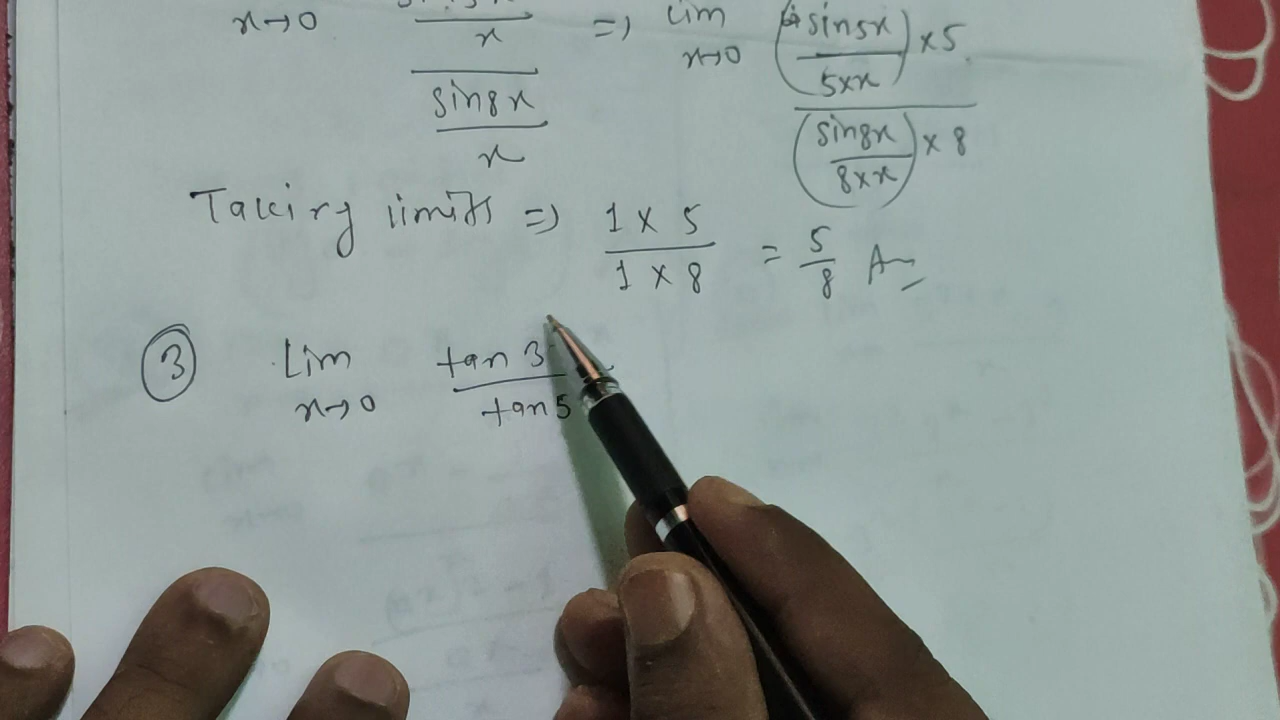 x→0 x => lim x→0 (sin5x / 5×x) × 5
sin8x / x (sin8x / 8×x) × 8
Taking limits => 1 × 5 / 1 × 8 = 5/8 Ans
③ Lim x→0 tan 3 / tan 5